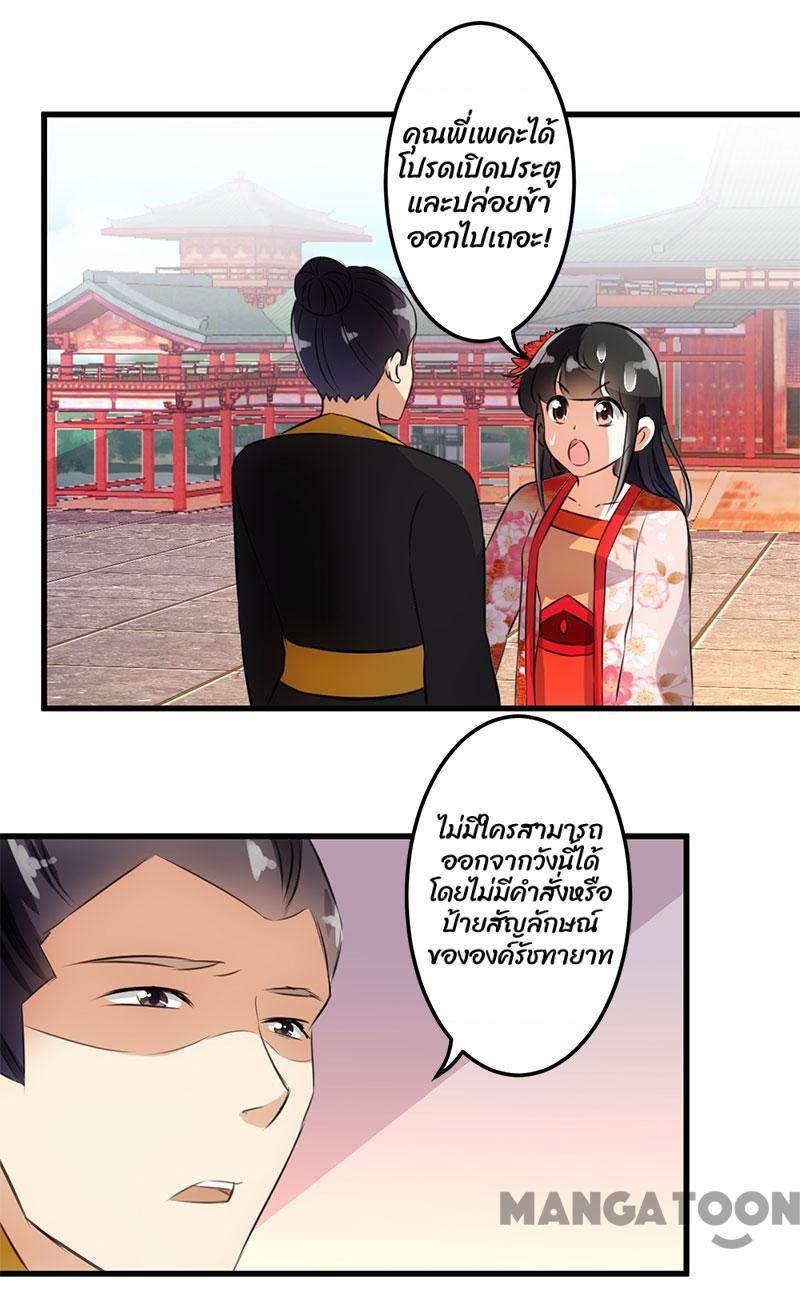 คุณพี่เพคะได้
โปรดเปิดประตู
และปล่อยข้า
ออกไปเถอะ!
ไม่มีใครสามารถ
ออกจากวังนี้ได้
โดยไม่มีคำสั่งหรือ
ป้ายสัญลักษณ์
ขององค์รัชทายาท
MANGATOON